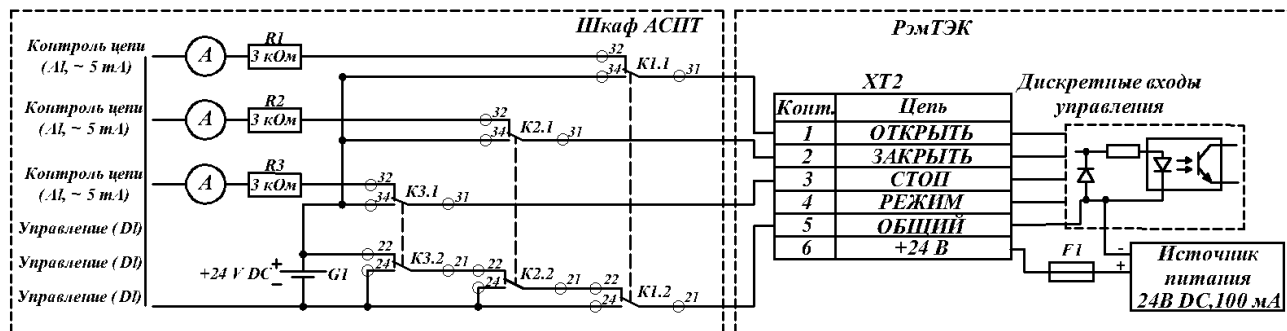 Шкаф АСПТ
РэмТЭК
Контроль цепи
(AI, ~ 5 mA)
A
R1
3 кОм
32
34
K1.1
31
Контроль цепи
(AI, ~ 5 mA)
A
R2
3 кОм
32
34
K2.1
31
Контроль цепи
(AI, ~ 5 mA)
A
R3
3 кОм
32
34
K3.1
31
Управление (DI)
Управление (DI)
Управление (DI)
+24 V DC
+
-
G1
22
24
K3.2
21
22
24
K2.2
21
22
24
K1.2
21
XT2
Конт. Цепь
1 ОТКРЫТЬ
2 ЗАКРЫТЬ
3 СТОП
4 РЕЖИМ
5 ОБЩИЙ
6 +24 В
Дискретные входы
управления
F1
-
+
Источник
питания
24В DC,100 мА